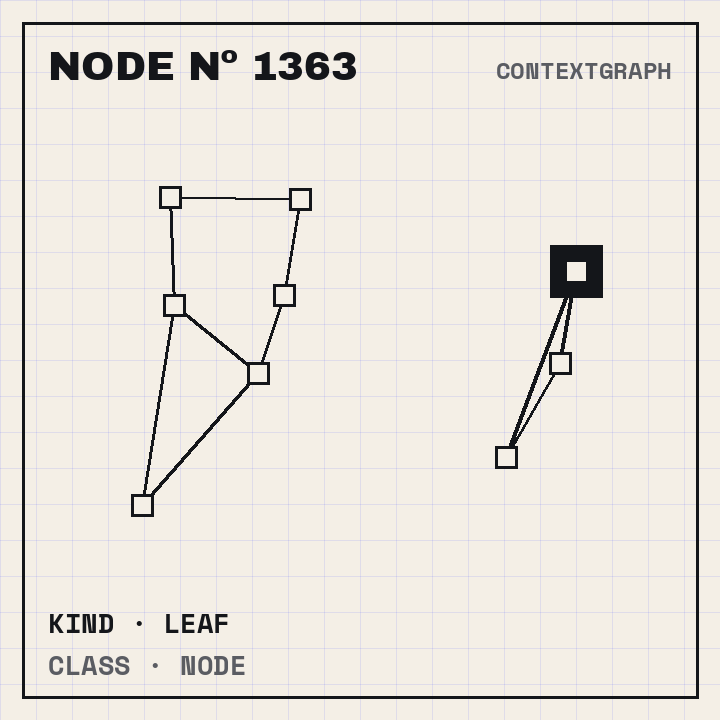 NODE Nº 1363
CONTEXTGRAPH
KIND · LEAF
CLASS · NODE